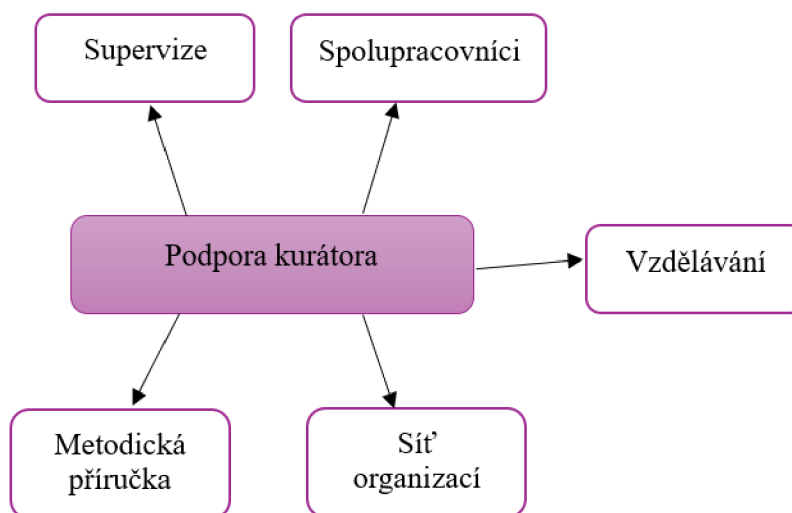 Supervize
Spolupracovníci
Podpora kurátora
Vzdělávání
Metodická
příručka
Síť
organizací